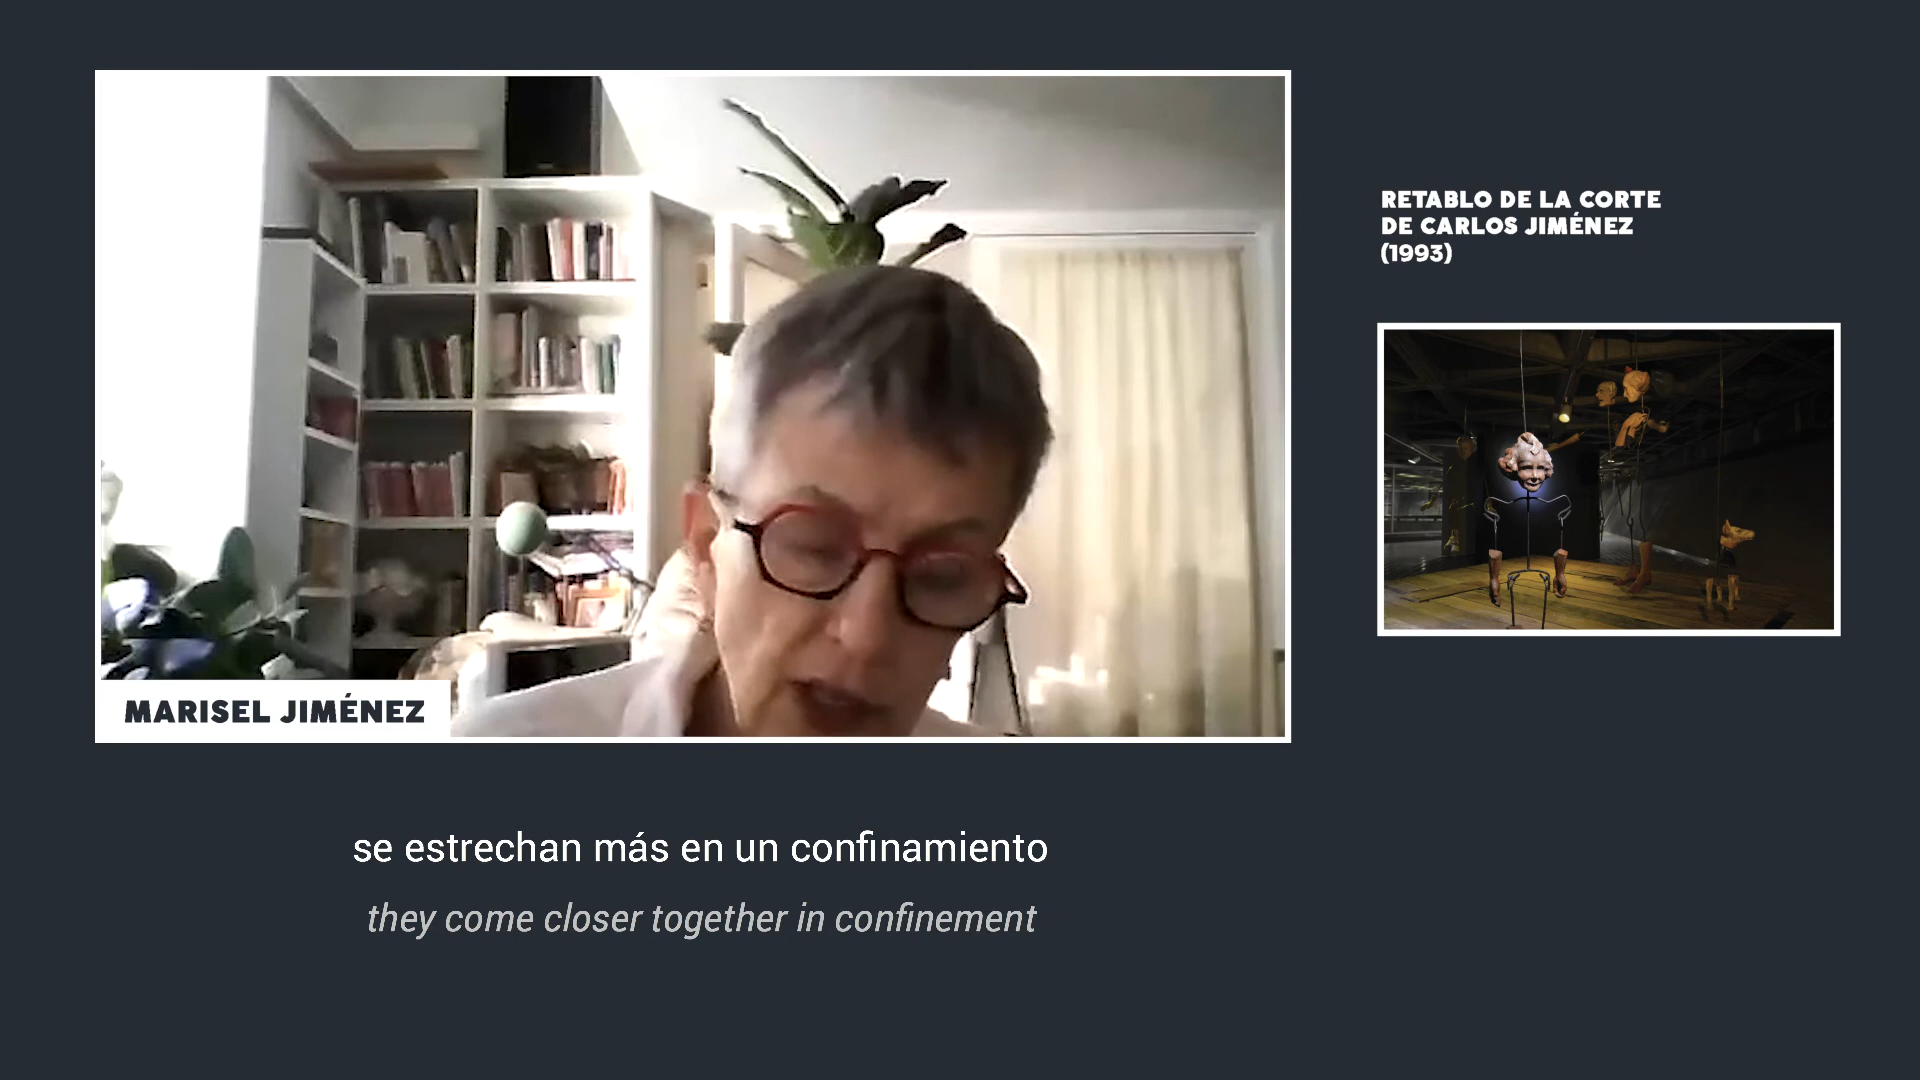 RETABLO DE LA CORTE
DE CARLOS JIMÉNEZ
(1993)
MARISEL JIMÉNEZ
se estrechan más en un confinamiento
they come closer together in confinement